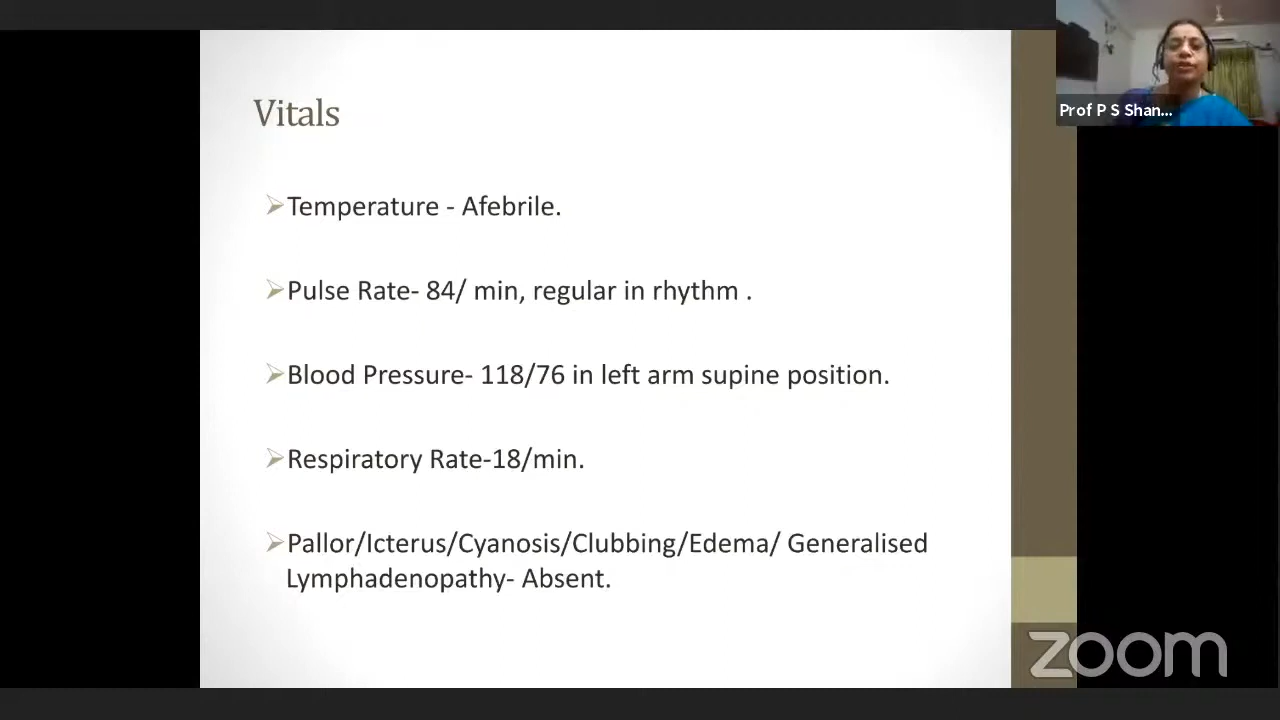 Vitals
Temperature - Afebrile.
Pulse Rate- 84/ min, regular in rhythm .
Blood Pressure- 118/76 in left arm supine position.
Respiratory Rate-18/min.
Pallor/Icterus/Cyanosis/Clubbing/Edema/ Generalised
Lymphadenopathy- Absent.
Prof P S Shan...
zoom